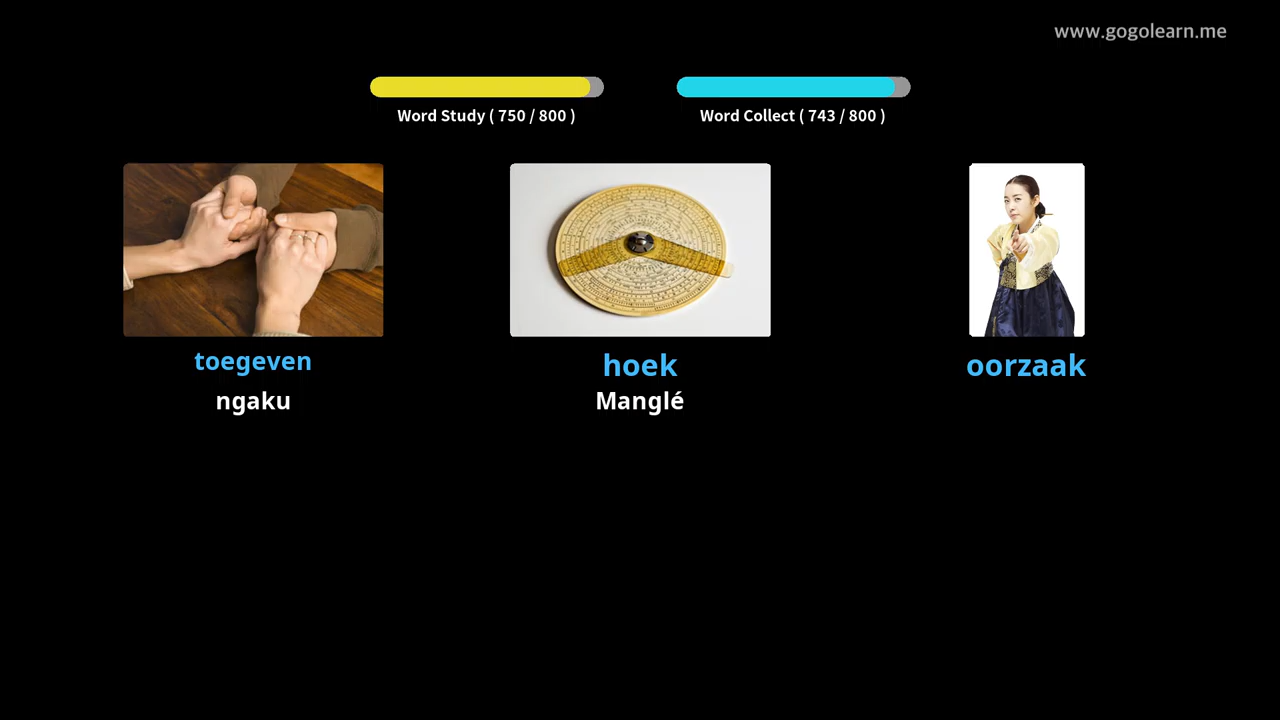 www.gogolearn.me
Word Study ( 750 / 800 )
Word Collect ( 743 / 800 )
toegeven
hoek
oorzaak
ngaku
Manglé